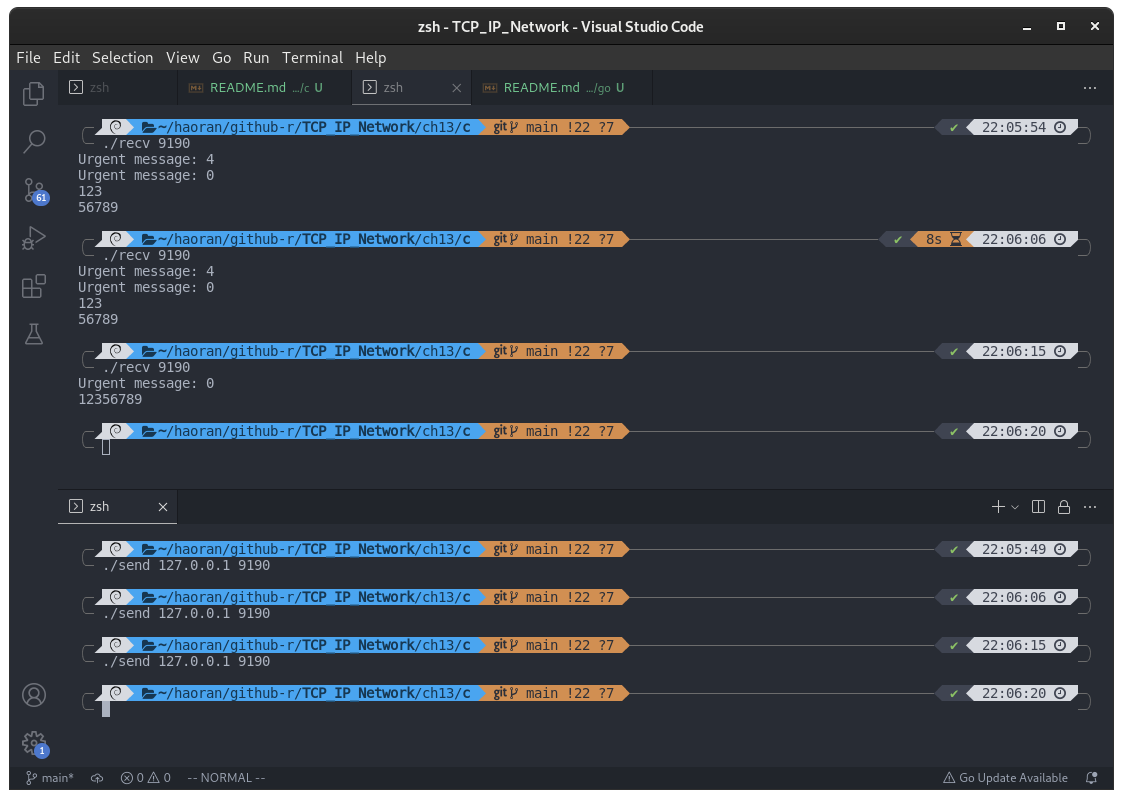 zsh - TCP_IP_Network - Visual Studio Code
File Edit Selection View Go Run Terminal Help
zsh README.md .../c U zsh README.md .../go U
~/haoran/github-r/TCP_IP_Network/ch13/c git main !22 ?7 ✔ 22:05:54
./recv 9190
Urgent message: 4
Urgent message: 0
123
56789
~/haoran/github-r/TCP_IP_Network/ch13/c git main !22 ?7 ✔ 8s 22:06:06
./recv 9190
Urgent message: 4
Urgent message: 0
123
56789
~/haoran/github-r/TCP_IP_Network/ch13/c git main !22 ?7 ✔ 22:06:15
./recv 9190
Urgent message: 0
12356789
~/haoran/github-r/TCP_IP_Network/ch13/c git main !22 ?7 ✔ 22:06:20
61
zsh
~/haoran/github-r/TCP_IP_Network/ch13/c git main !22 ?7 ✔ 22:05:49
./send 127.0.0.1 9190
~/haoran/github-r/TCP_IP_Network/ch13/c git main !22 ?7 ✔ 22:06:06
./send 127.0.0.1 9190
~/haoran/github-r/TCP_IP_Network/ch13/c git main !22 ?7 ✔ 22:06:15
./send 127.0.0.1 9190
~/haoran/github-r/TCP_IP_Network/ch13/c git main !22 ?7 ✔ 22:06:20
1
main* 0 0 -- NORMAL -- Go Update Available